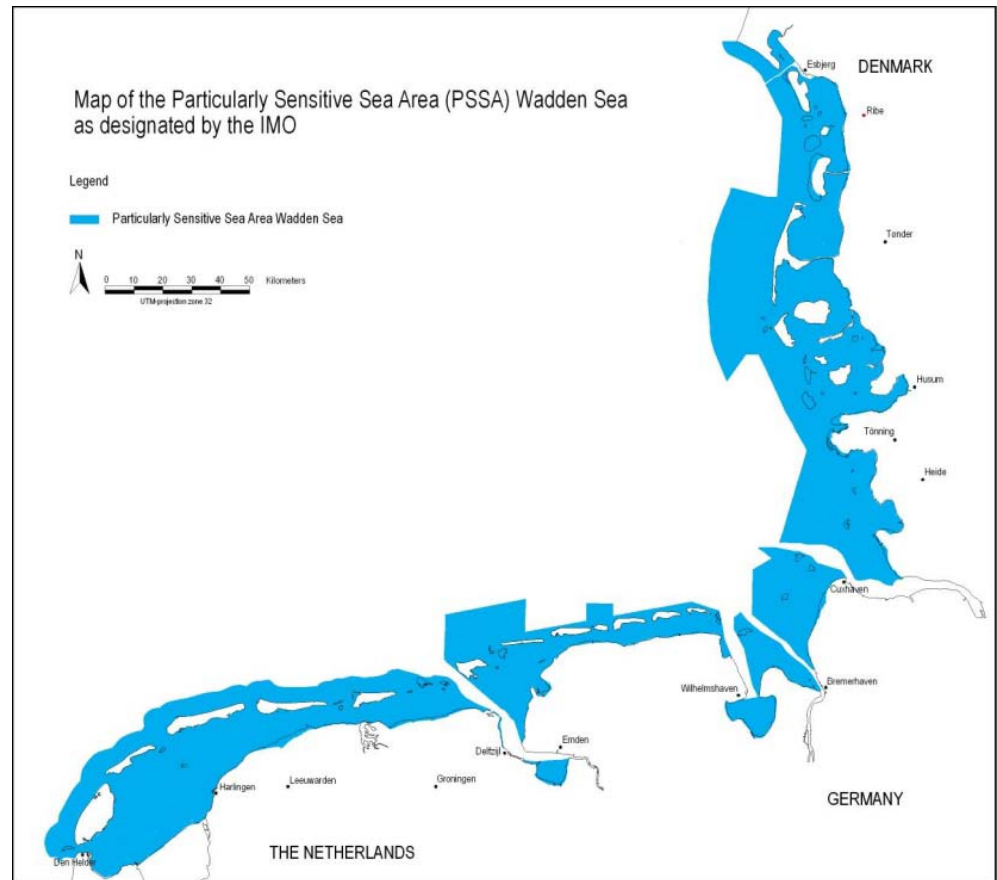 Map of the Particularly Sensitive Sea Area (PSSA) Wadden Sea
as designated by the IMO
Legend
Particularly Sensitive Sea Area Wadden Sea
N
0 10 20 30 40 50 Kilometers
UTM-projection zone 32
Esbjerg
DENMARK
Ribe
Tønder
Husum
Tönning
Heide
Cuxhaven
Wilhelmshaven
Bremerhaven
Emden
Delfzijl
Groningen
Leeuwarden
Harlingen
GERMANY
THE NETHERLANDS
Den Helder